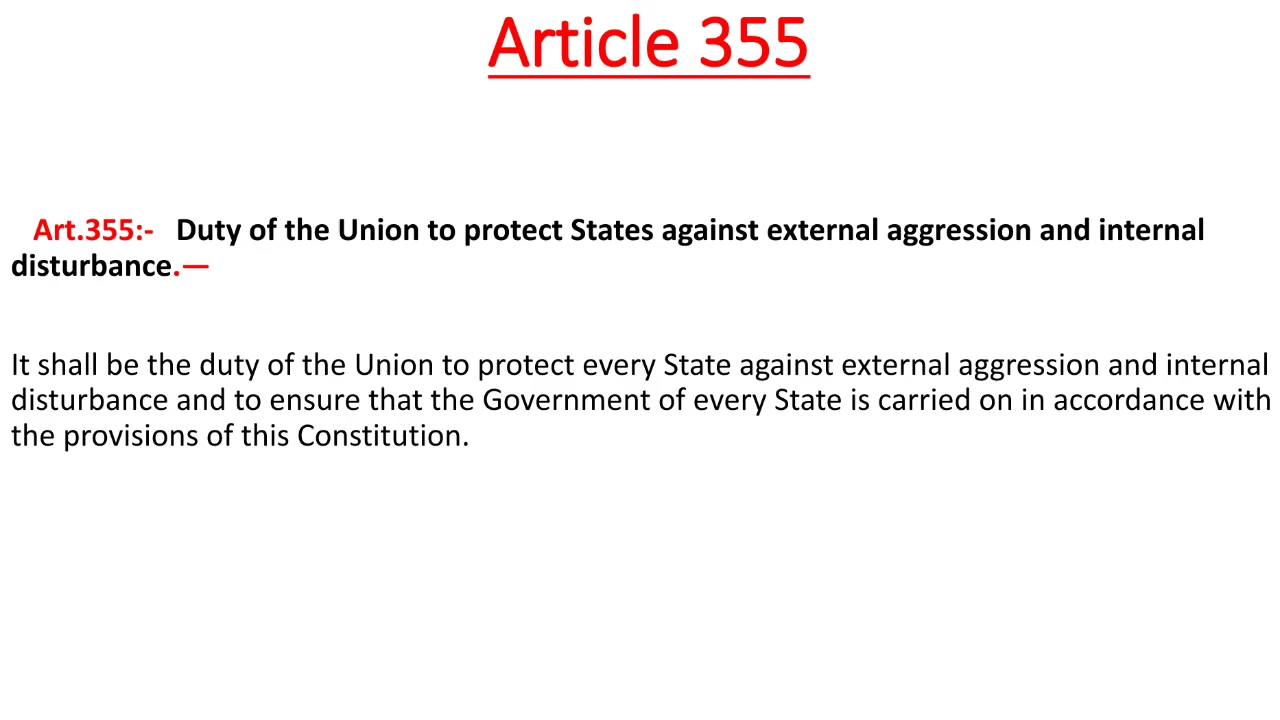 Article 355
Art.355:- Duty of the Union to protect States against external aggression and internal
disturbance.—
It shall be the duty of the Union to protect every State against external aggression and internal
disturbance and to ensure that the Government of every State is carried on in accordance with
the provisions of this Constitution.